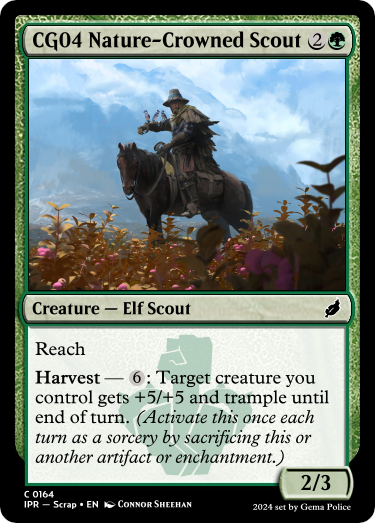 CG04 Nature-Crowned Scout 2
Creature — Elf Scout
Reach
Harvest — 6: Target creature you
control gets +5/+5 and trample until
end of turn. (Activate this once each
turn as a sorcery by sacrificing this or
another artifact or enchantment.)
2/3
C 0164
IPR — Scrap • EN Connor Sheehan
2024 set by Gema Police